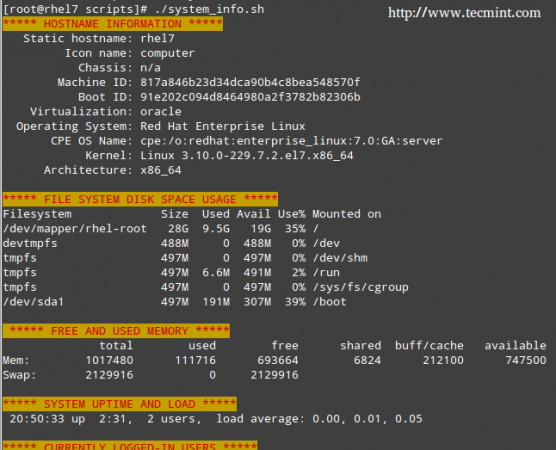 [root@rhel7 scripts]# ./system_info.sh
http://www.tecmint.com
***** HOSTNAME INFORMATION *****
Static hostname: rhel7
Icon name: computer
Chassis: n/a
Machine ID: 817a846b23d34dca90b4c8bea548570f
Boot ID: 91e202c094d8464980a2f3782b82306b
Virtualization: oracle
Operating System: Red Hat Enterprise Linux
CPE OS Name: cpe:/o:redhat:enterprise_linux:7.0:GA:server
Kernel: Linux 3.10.0-229.7.2.el7.x86_64
Architecture: x86_64
***** FILE SYSTEM DISK SPACE USAGE *****
Filesystem Size Used Avail Use% Mounted on
/dev/mapper/rhel-root 28G 9.5G 19G 35% /
devtmpfs 488M 0 488M 0% /dev
tmpfs 497M 0 497M 0% /dev/shm
tmpfs 497M 6.6M 491M 2% /run
tmpfs 497M 0 497M 0% /sys/fs/cgroup
/dev/sda1 497M 191M 307M 39% /boot
***** FREE AND USED MEMORY *****
total used free shared buff/cache available
Mem: 1017480 111716 693664 6824 212100 747500
Swap: 2129916 0 2129916
***** SYSTEM UPTIME AND LOAD *****
20:50:33 up 2:31, 2 users, load average: 0.00, 0.01, 0.05
***** CURRENTLY LOGGED-IN USERS *****